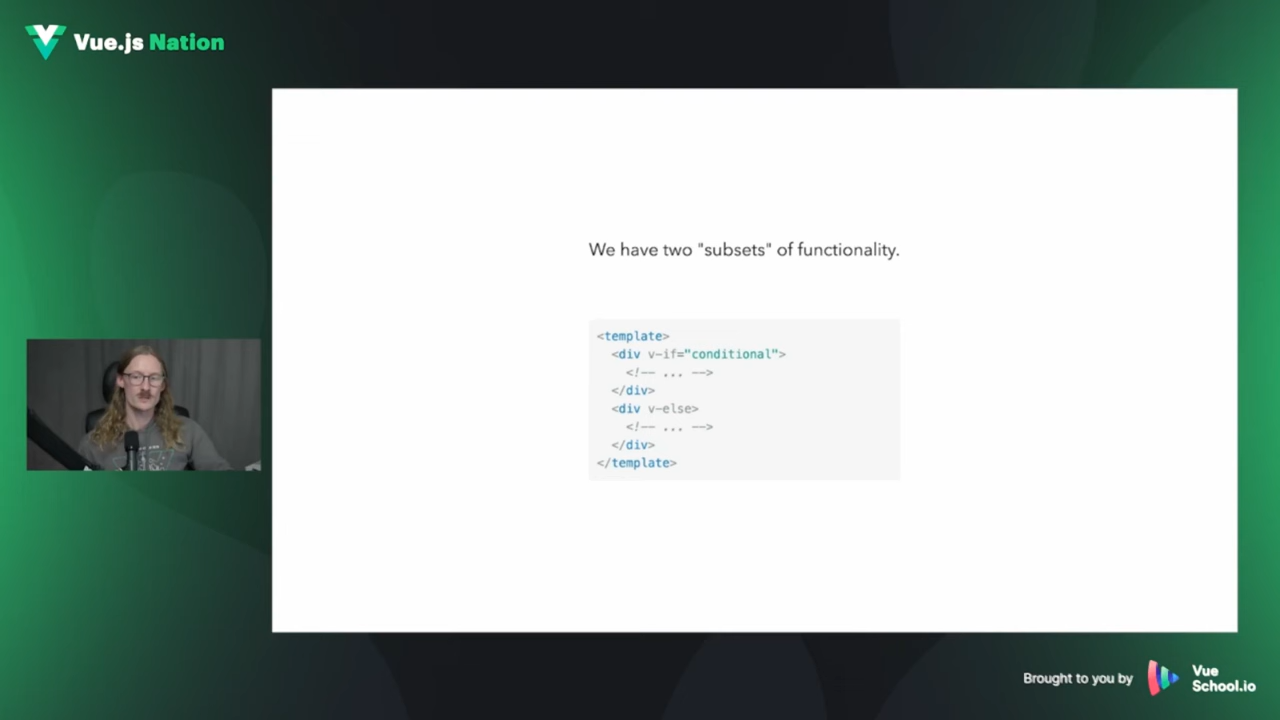 Vue.js Nation
We have two "subsets" of functionality.
<template>
  <div v-if="conditional">
    <!-- ... -->
  </div>
  <div v-else>
    <!-- ... -->
  </div>
</template>
Brought to you by
Vue
School.io